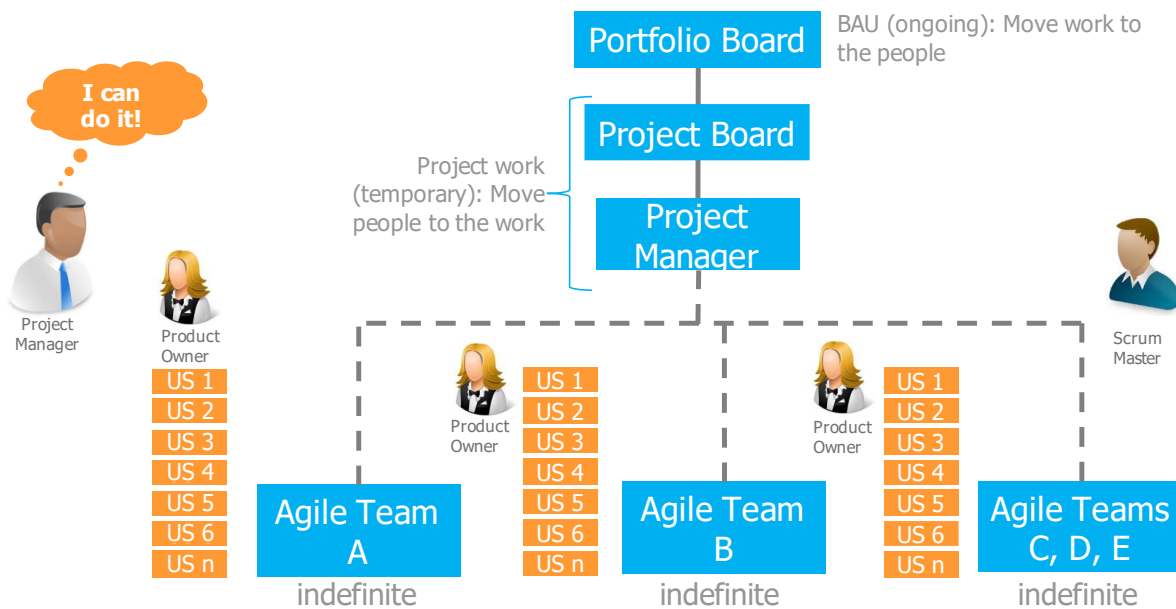 Portfolio Board
BAU (ongoing): Move work to
the people
I can
do it!
Project Board
Project work
(temporary): Move
people to the work
Project
Manager
Project
Manager
Product
Owner
Scrum
Master
US 1
US 2
US 3
US 4
US 5
US 6
US n
Product
Owner
US 1
US 2
US 3
US 4
US 5
US 6
US n
Product
Owner
US 1
US 2
US 3
US 4
US 5
US 6
US n
Agile Team
A
indefinite
Agile Team
B
indefinite
Agile Teams
C, D, E
indefinite